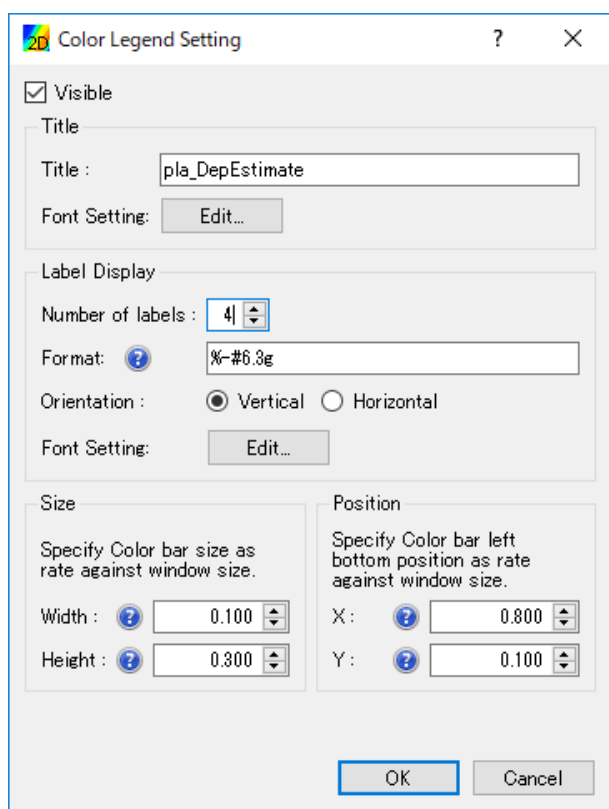 2D Color Legend Setting ? ×
Visible
Title
Title : pla_DepEstimate
Font Setting: Edit...
Label Display
Number of labels : 4
Format: ? %-#6.3g
Orientation : Vertical Horizontal
Font Setting: Edit...
Size
Specify Color bar size as
rate against window size.
Width : ? 0.100
Height : ? 0.300
Position
Specify Color bar left
bottom position as rate
against window size.
X : ? 0.800
Y : ? 0.100
OK Cancel